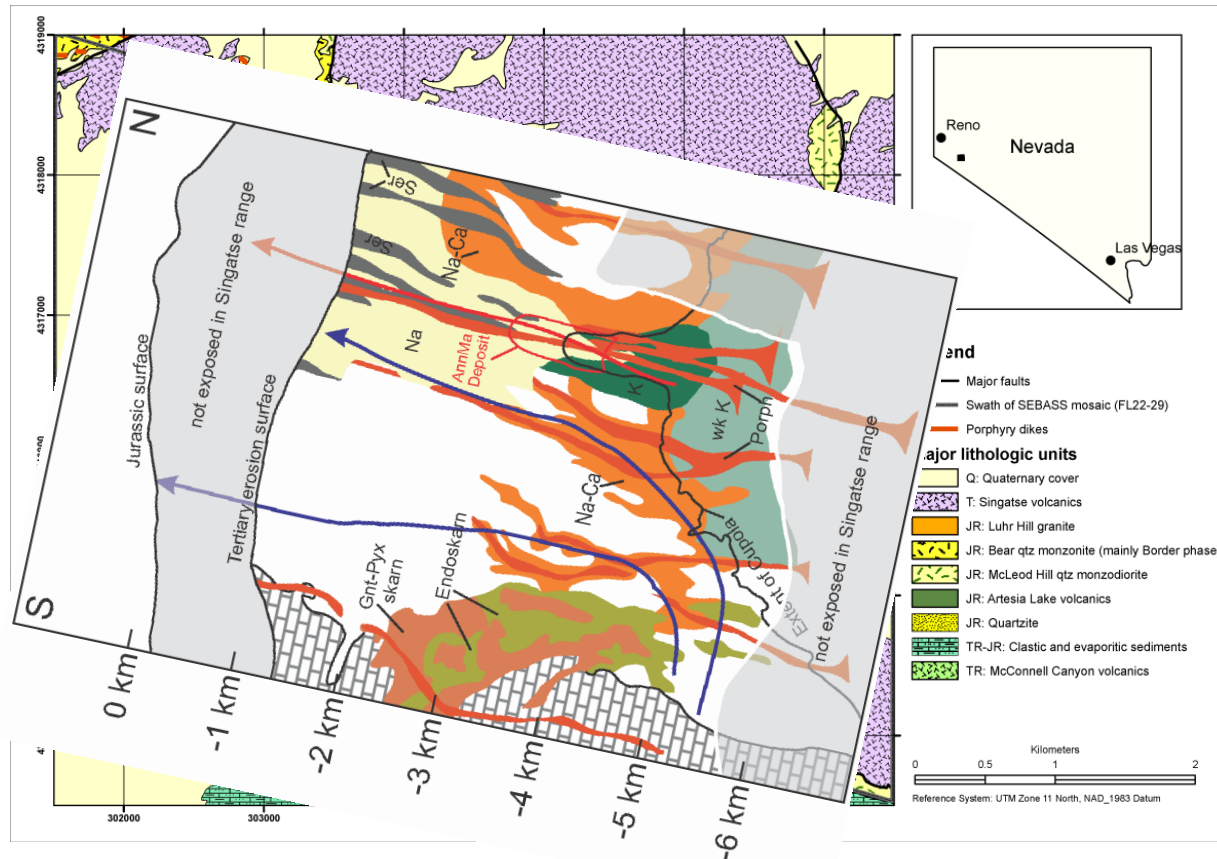 4319000
4318000
4317000
302000
303000
N
S
Jurassic surface
not exposed in Singatse range
Tertiary erosion surface
Ser
Ser
Na-Ca
Na
AnnMa
Deposit
K
wk K
Porph
Na-Ca
Gnt-Pyx
skarn
Endoskarn
Extent of Cupola
not exposed in Singatse range
0 km
-1 km
-2 km
-3 km
-4 km
-5 km
-6 km
Reno
Nevada
Las Vegas
end
Major faults
Swath of SEBASS mosaic (FL22-29)
Porphyry dikes
ajor lithologic units
Q: Quaternary cover
T: Singatse volcanics
JR: Luhr Hill granite
JR: Bear qtz monzonite (mainly Border phase
JR: McLeod Hill qtz monzodiorite
JR: Artesia Lake volcanics
JR: Quartzite
TR-JR: Clastic and evaporitic sediments
TR: McConnell Canyon volcanics
Kilometers
0 0.5 1 2
Reference System: UTM Zone 11 North, NAD_1983 Datum